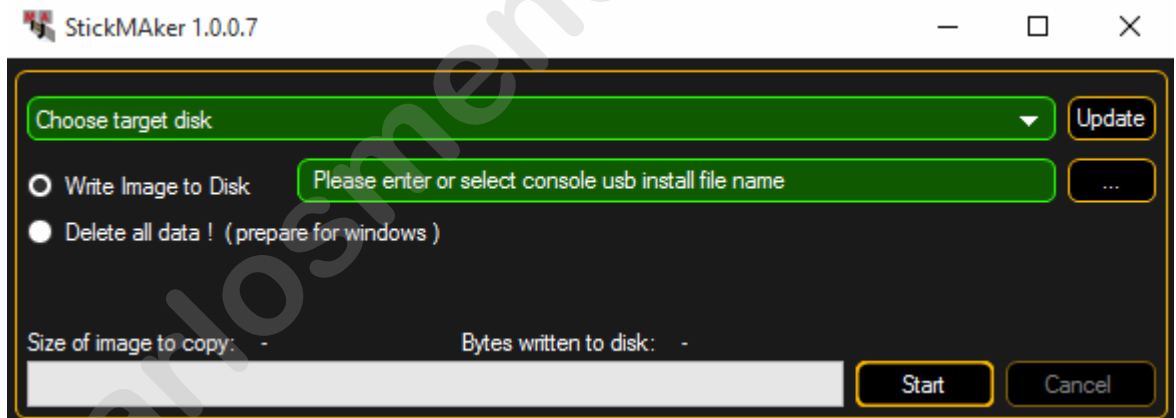 StickMAker 1.0.0.7
Choose target disk
Update
Write Image to Disk
Please enter or select console usb install file name
...
Delete all data ! ( prepare for windows )
Size of image to copy: -
Bytes written to disk: -
Start
Cancel